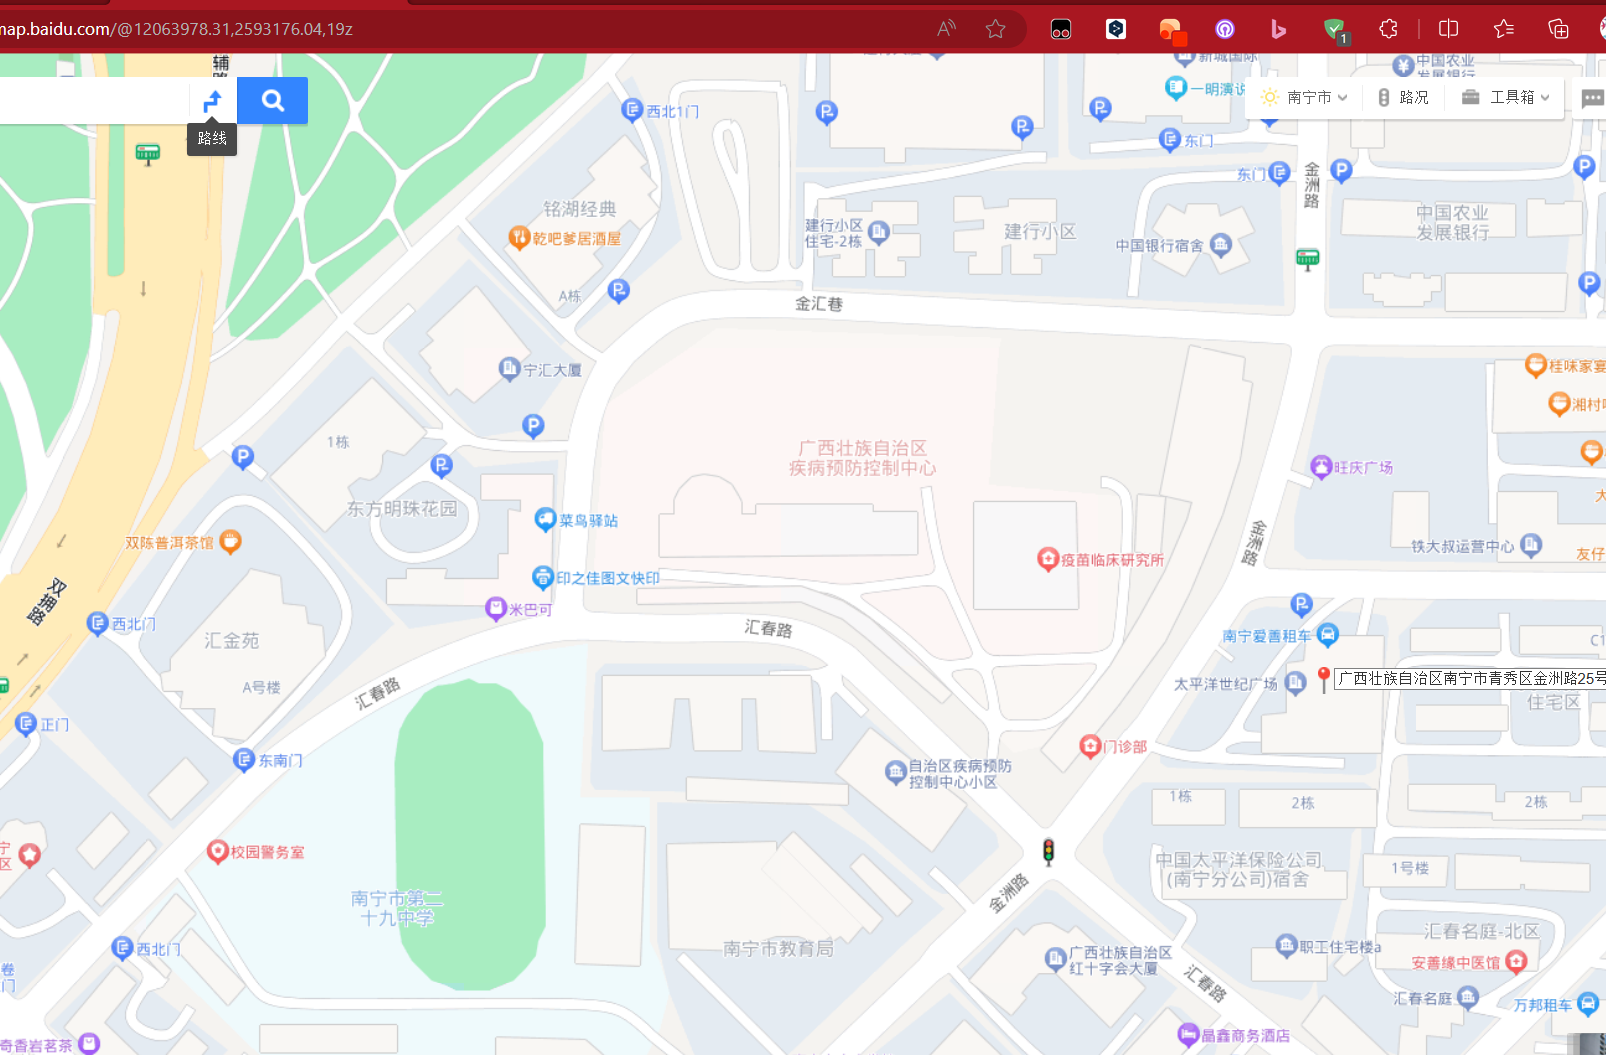 map.baidu.com/@12063978.31,2593176.04,19z
1
辅路
路线
南宁市
路况
工具箱
新城国际
中国农业
发展银行
一明演说
西北1门
东门
东门
金洲路
铭湖经典
乾吧爹居酒屋
A栋
建行小区
住宅-2栋
建行小区
中国银行宿舍
中国农业
发展银行
金汇巷
宁汇大厦
桂味家宴
湘村
1栋
广西壮族自治区
疾病预防控制中心
旺庆广场
东方明珠花园
菜鸟驿站
双陈普洱茶馆
金洲路
铁大叔运营中心
友仔
疫苗临床研究所
印之佳图文快印
米巴可
双拥路
西北门
汇金苑
汇春路
南宁爱善租车
C1
A号楼
汇春路
太平洋世纪广场
广西壮族自治区南宁市青秀区金洲路25号
住宅区
正门
东南门
门诊部
自治区疾病预防
控制中心小区
1栋
2栋
2栋
校园警务室
中国太平洋保险公司
(南宁分公司)宿舍
1号楼
南宁市第二
十九中学
金洲路
南宁市教育局
西北门
广西壮族自治区
红十字会大厦
职工住宅楼a
汇春名庭-北区
安善缘中医馆
汇春路
汇春名庭
万邦租车
晶鑫商务酒店
奇香岩茗茶